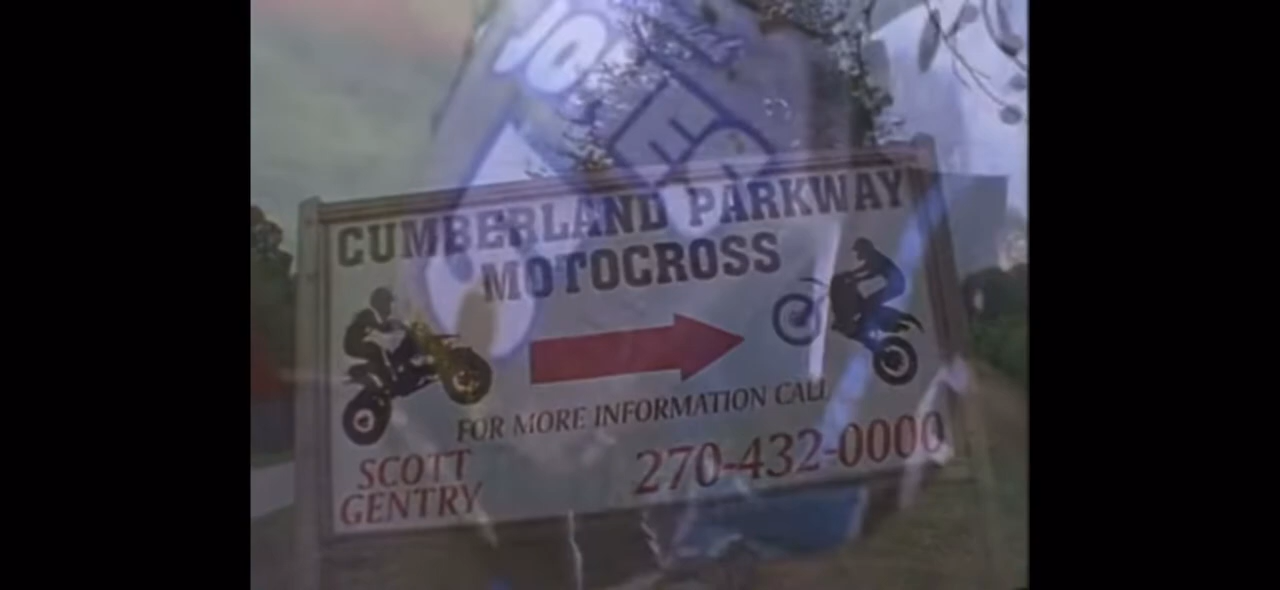 CUMBERLAND PARKWAY
MOTOCROSS
FOR MORE INFORMATION CALL
SCOTT
GENTRY
270-432-0000